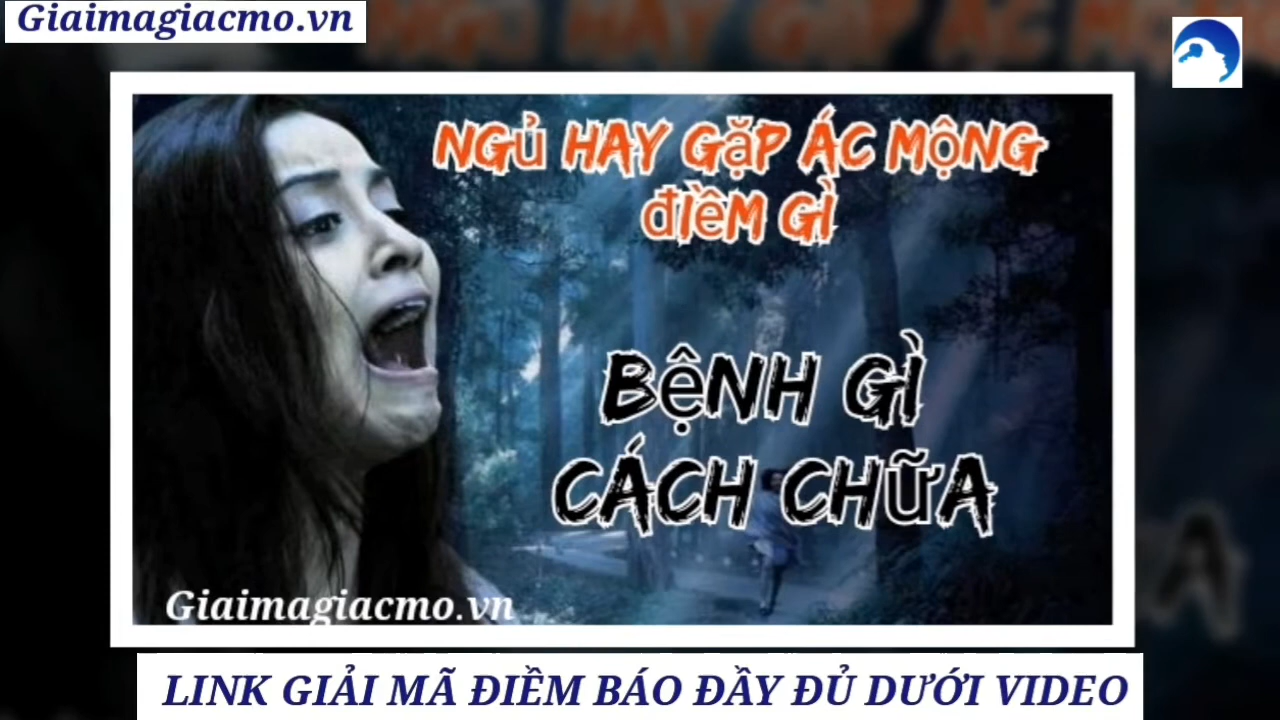 Giaimagiacmo.vn
NGỦ HAY GẶP ÁC MỘNG
ĐIỀM GÌ
BỆNH GÌ
CÁCH CHỮA
Giaimagiacmo.vn
LINK GIẢI MÃ ĐIỀM BÁO ĐẦY ĐỦ DƯỚI VIDEO